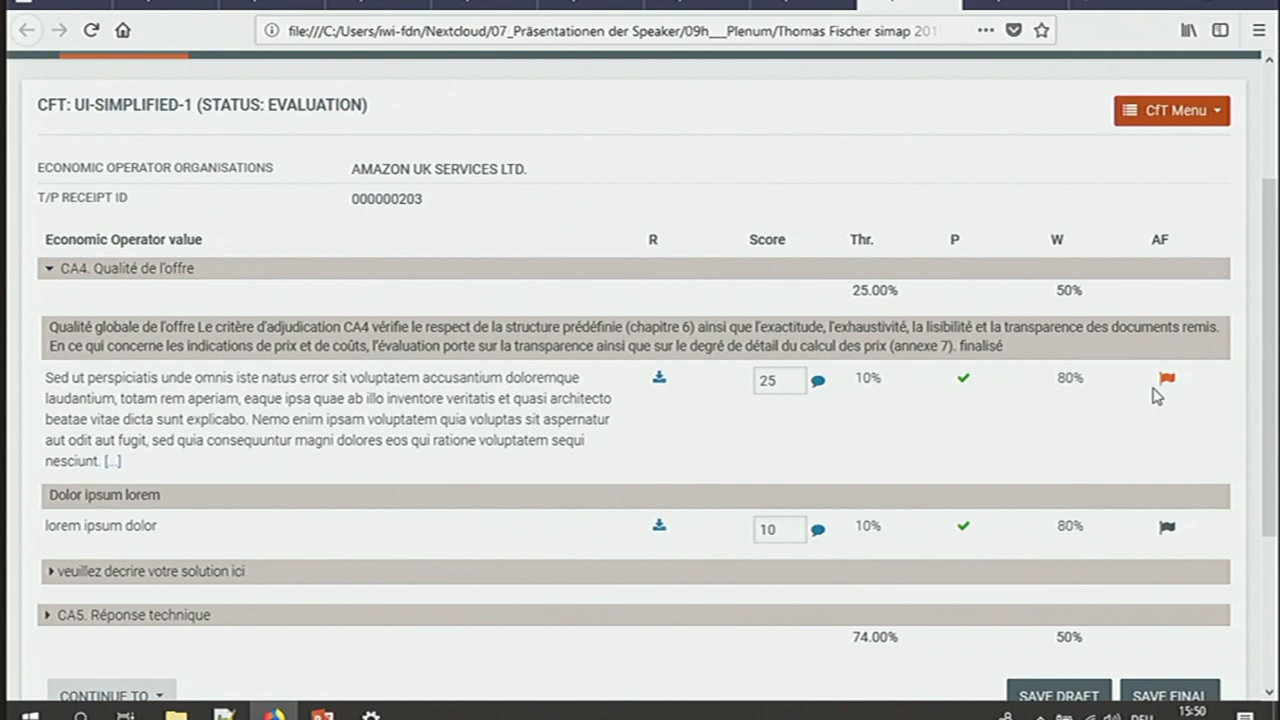 file:///C:/Users/iwi-fdn/Nextcloud/07_Präsentationen der Speaker/09h___Plenum/Thomas Fischer simap 201
CFT: UI-SIMPLIFIED-1 (STATUS: EVALUATION)
CfT Menu
ECONOMIC OPERATOR ORGANISATIONS AMAZON UK SERVICES LTD.
T/P RECEIPT ID 000000203
Economic Operator value R Score Thr. P W AF
CA4. Qualité de l'offre
25.00% 50%
Qualité globale de l'offre Le critère d'adjudication CA4 vérifie le respect de la structure prédéfinie (chapitre 6) ainsi que l'exactitude, l'exhaustivité, la lisibilité et la transparence des documents remis.
En ce qui concerne les indications de prix et de coûts, l'évaluation porte sur la transparence ainsi que sur le degré de détail du calcul des prix (annexe 7). finalisé
Sed ut perspiciatis unde omnis iste natus error sit voluptatem accusantium doloremque 25 10% 80%
laudantium, totam rem aperiam, eaque ipsa quae ab illo inventore veritatis et quasi architecto
beatae vitae dicta sunt explicabo. Nemo enim ipsam voluptatem quia voluptas sit aspernatur
aut odit aut fugit, sed quia consequuntur magni dolores eos qui ratione voluptatem sequi
nesciunt. [...]
Dolor ipsum lorem
lorem ipsum dolor 10 10% 80%
veuillez decrire votre solution ici
CA5. Réponse technique
74.00% 50%
CONTINUE TO SAVE DRAFT SAVE FINAL
15:50
DEU